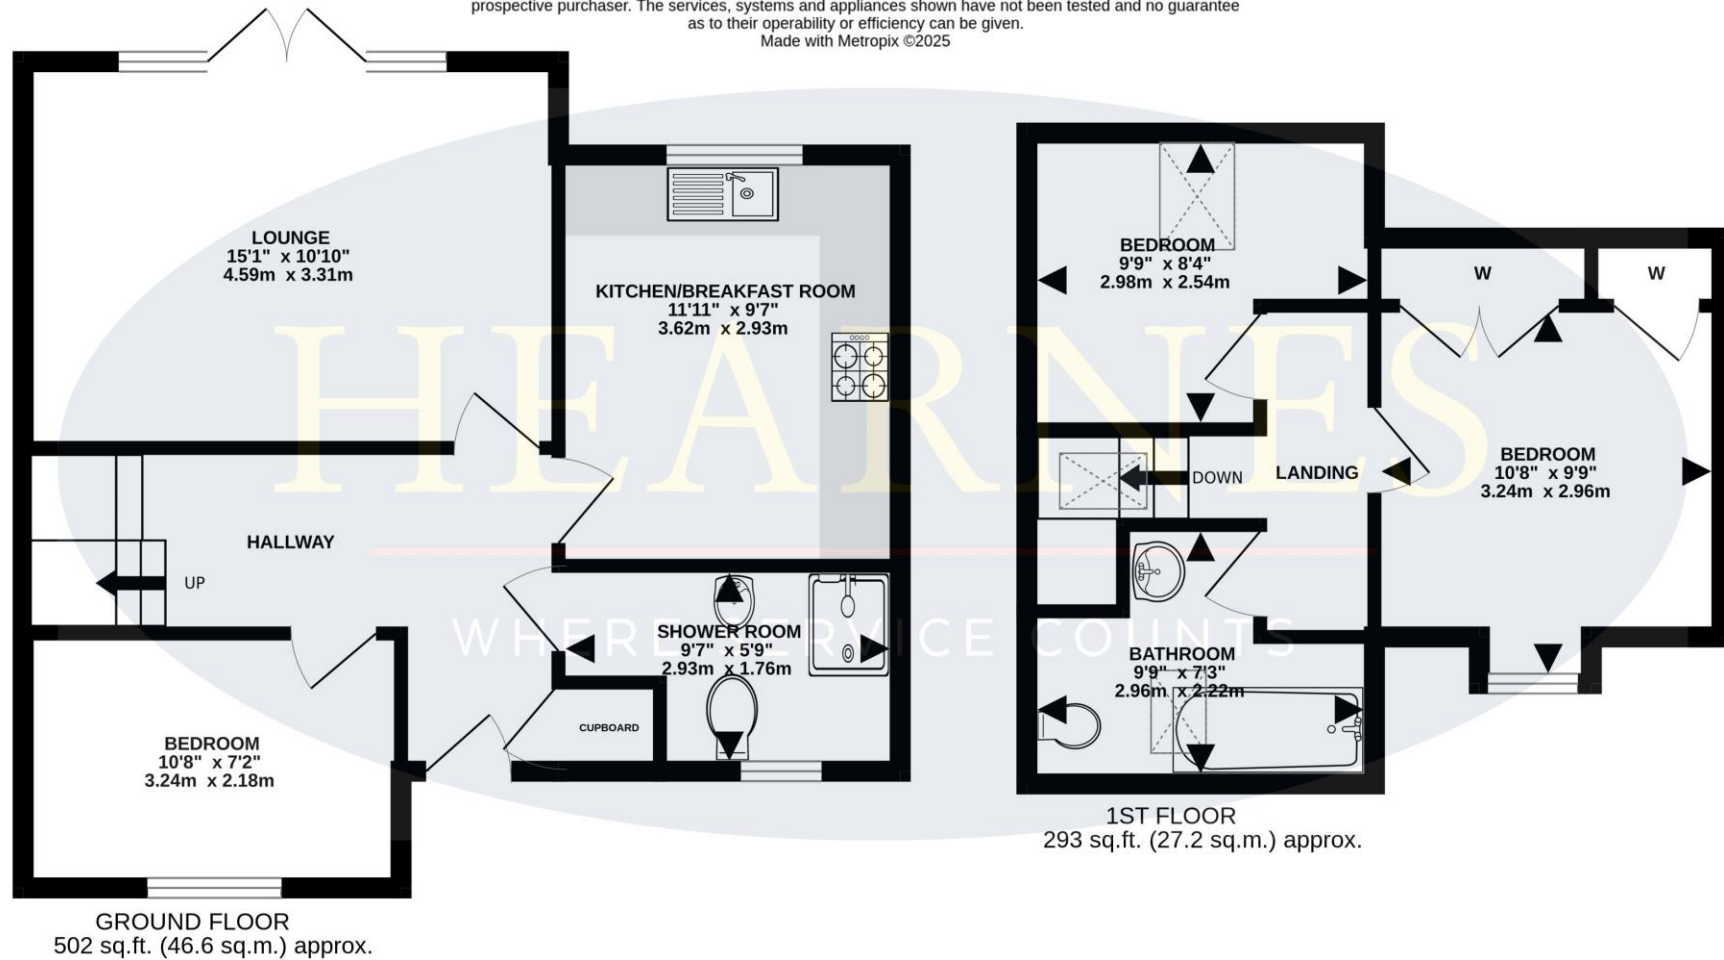 prospective purchaser. The services, systems and appliances shown have not been tested and no guarantee
as to their operability or efficiency can be given.
Made with Metropix ©2025
LOUNGE
15'1" x 10'10"
4.59m x 3.31m
KITCHEN/BREAKFAST ROOM
11'11" x 9'7"
3.62m x 2.93m
HALLWAY
UP
SHOWER ROOM
9'7" x 5'9"
2.93m x 1.76m
CUPBOARD
BEDROOM
10'8" x 7'2"
3.24m x 2.18m
GROUND FLOOR
502 sq.ft. (46.6 sq.m.) approx.
BEDROOM
9'9" x 8'4"
2.98m x 2.54m
W
W
BEDROOM
10'8" x 9'9"
3.24m x 2.96m
LANDING
DOWN
BATHROOM
9'9" x 7'3"
2.96m x 2.22m
1ST FLOOR
293 sq.ft. (27.2 sq.m.) approx.
HEARNES
WHERE SERVICE COUNTS